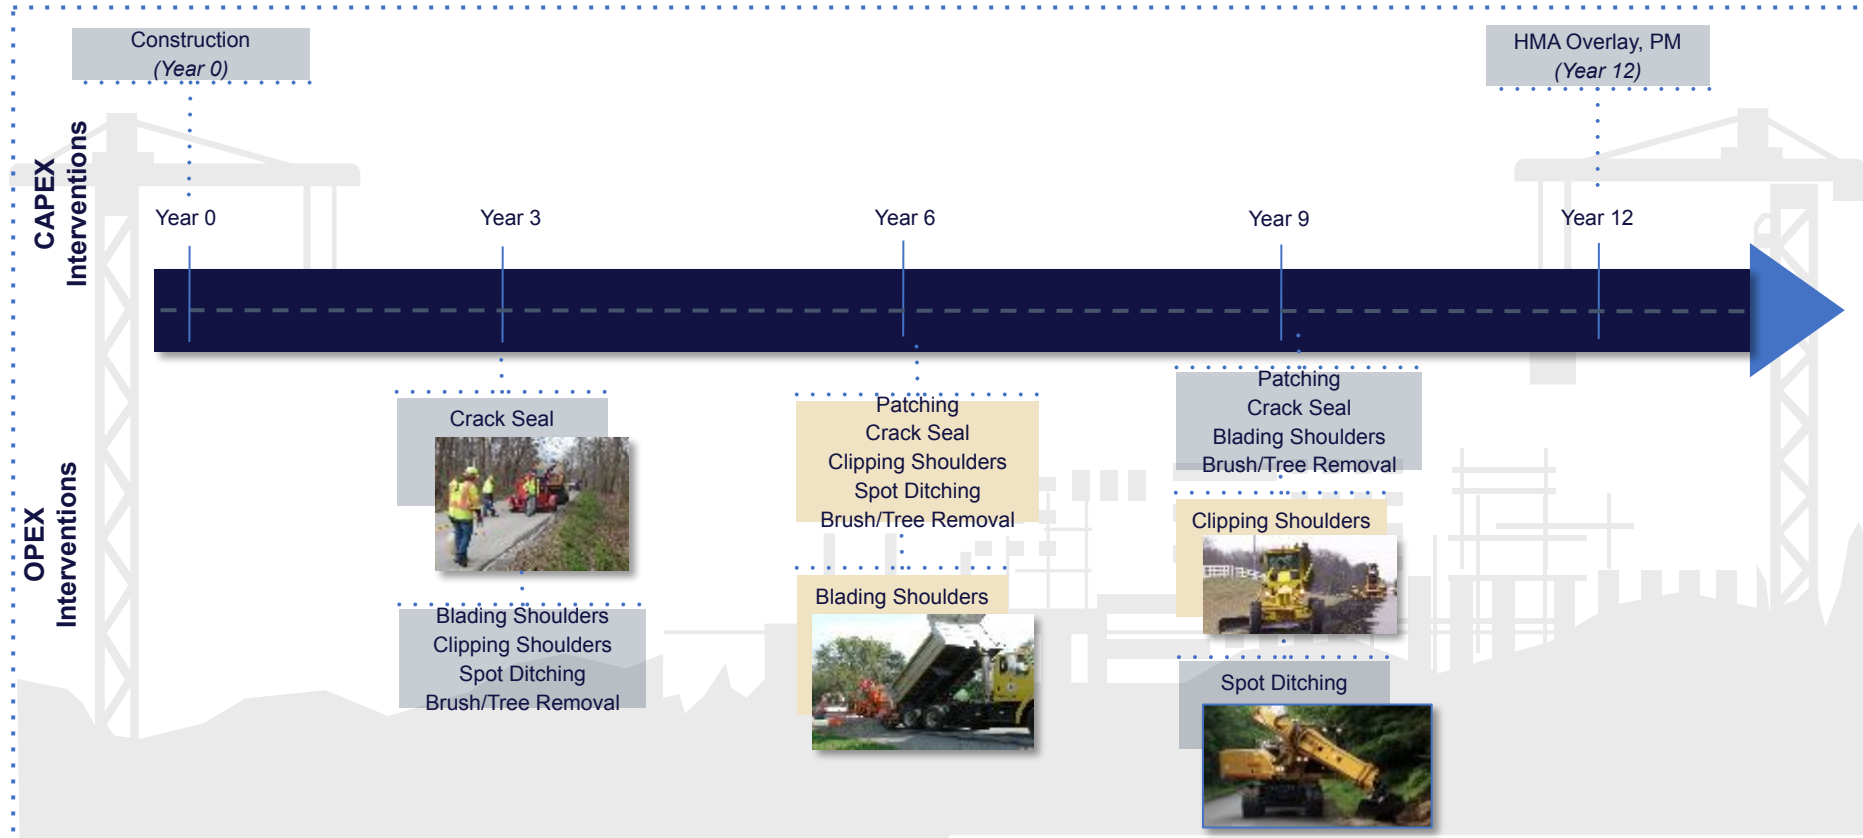 Construction
(Year 0)
HMA Overlay, PM
(Year 12)
CAPEX
Interventions
Year 0
Year 3
Year 6
Year 9
Year 12
OPEX
Interventions
Crack Seal
Blading Shoulders
Clipping Shoulders
Spot Ditching
Brush/Tree Removal
Patching
Crack Seal
Clipping Shoulders
Spot Ditching
Brush/Tree Removal
Blading Shoulders
Patching
Crack Seal
Blading Shoulders
Brush/Tree Removal
Clipping Shoulders
Spot Ditching